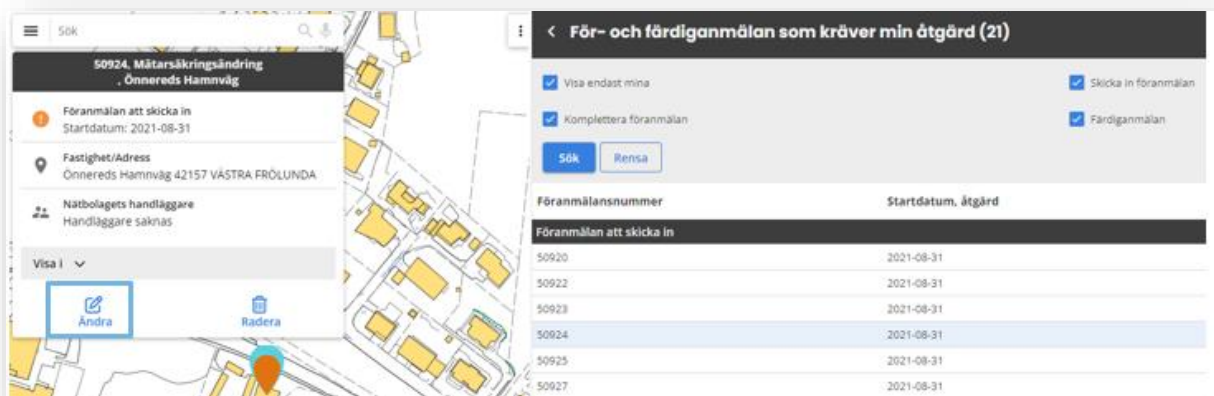 Sök
50924, Mätarsäkringsändring
, Önnereds Hamnväg
Föranmälan att skicka in
Startdatum: 2021-08-31
Fastighet/Adress
Önnereds Hamnväg 42157 VÄSTRA FRÖLUNDA
Nätbolagets handläggare
Handläggare saknas
Visa i
Ändra
Radera
För- och färdiganmälan som kräver min åtgärd (21)
Visa endast mina
Skicka in föranmälan
Komplettera föranmälan
Färdiganmälan
Sök
Rensa
Föranmälansnummer
Startdatum, åtgärd
Föranmälan att skicka in
50920
2021-08-31
50922
2021-08-31
50923
2021-08-31
50924
2021-08-31
50925
2021-08-31
50927
2021-08-31